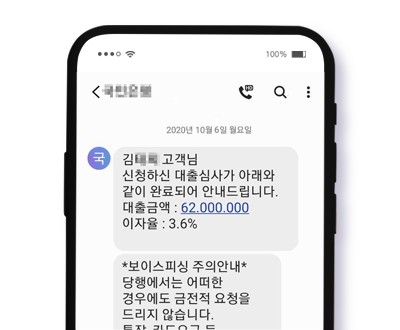 100%
2020년 10월 6일 월요일
국
김 고객님
신청하신 대출심사가 아래와
같이 완료되어 안내드립니다.
대출금액 : 62.000.000
이자율 : 3.6%
*보이스피싱 주의안내*
당행에서는 어떠한
경우에도 금전적 요청을
드리지 않습니다.